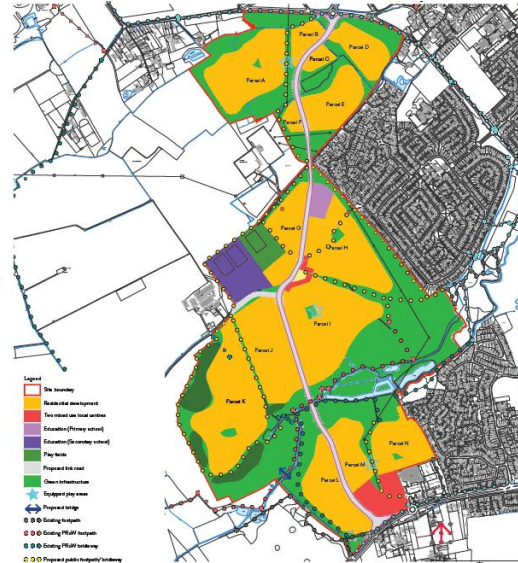 Parcel B
Parcel D
Parcel C
Parcel A
Parcel E
Parcel F
Parcel G
Parcel H
Parcel I
Parcel J
Parcel K
Parcel N
Parcel M
Parcel L
Legend
Site boundary
Residential development
Two mixed use local centres
Education (Primary school)
Education (Secondary school)
Play fields
Proposed link road
Green infrastructure
Equipped play areas
Proposed bridge
Existing footpath
Existing PRoW footpath
Existing PRoW bridleway
Proposed public footpath/ bridleway